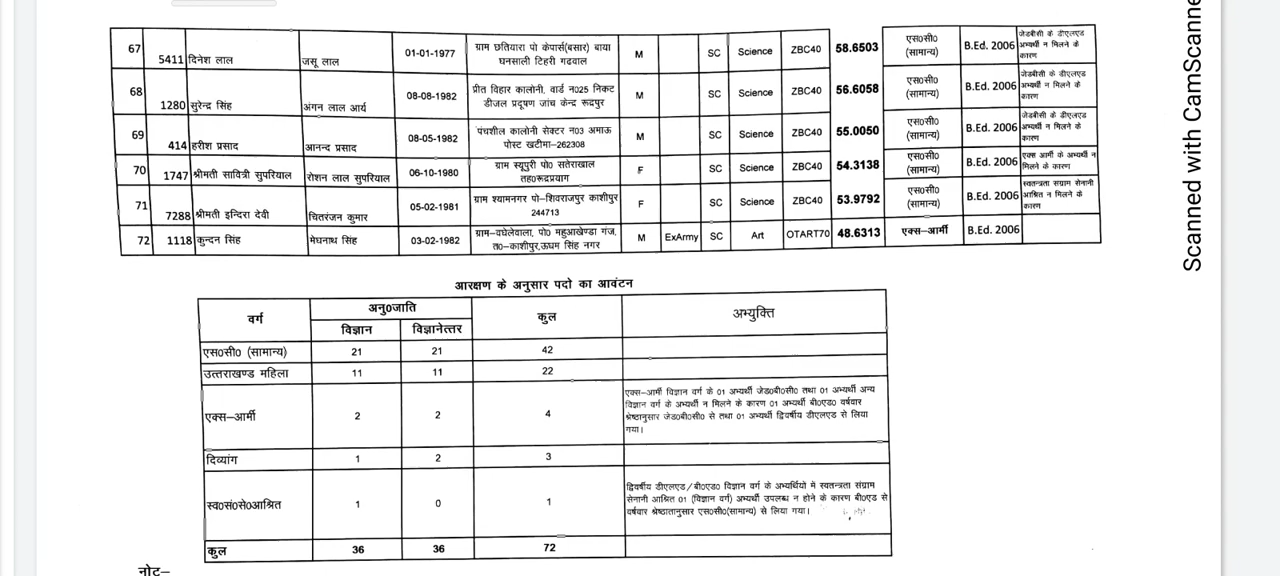 67 5411 दिनेश लाल जसू लाल 01-01-1977 ग्राम छतियारा पो केपार्स(बसार) बाया घनसाली टिहरी गढवाल M SC Science ZBC40 58.6503 एस0सी0 (सामान्य) B.Ed. 2006 जेडबीसी के डीएलएड अभ्यर्थी न मिलने के कारण
68 1280 सुरेन्द सिंह अंगन लाल आर्य 08-08-1982 प्रीत विहार कालोनी, वार्ड न025 निकट डीजल प्रदूषण जांच केन्द रूद्रपुर M SC Science ZBC40 56.6058 एस0सी0 (सामान्य) B.Ed. 2006 जेडबीसी के डीएलएड अभ्यर्थी न मिलने के कारण
69 414 हरीश प्रसाद आनन्द प्रसाद 08-05-1982 पंचशील कालोनी सेक्टर न03 अमाऊ पोस्ट खटीमा-262308 M SC Science ZBC40 55.0050 एस0सी0 (सामान्य) B.Ed. 2006 जेडबीसी के डीएलएड अभ्यर्थी न मिलने के कारण
70 1747 श्रीमती सावित्री सुपरियाल रोशन लाल सुपरियाल 06-10-1980 ग्राम स्यूपुरी पो0 सतेराखाल तह0रूद्रप्रयाग F SC Science ZBC40 54.3138 एस0सी0 (सामान्य) B.Ed. 2006 एक्स आर्मी के अभ्यर्थी न मिलने के कारण
71 7288 श्रीमती इन्दिरा देवी चितरंजन कुमार 05-02-1981 ग्राम श्यामनगर पो-शिवराजपुर काशीपुर 244713 F SC Science ZBC40 53.9792 एस0सी0 (सामान्य) B.Ed. 2006 स्वतन्त्रता संग्राम सेनानी आश्रित न मिलने के कारण
72 1118 कुन्दन सिंह मेघनाथ सिंह 03-02-1982 ग्राम-वघेलेवाला, पो0 महुआखेण्डा गंज, त0-काशीपुर,ऊधम सिंह नगर M ExArmy SC Art OTART70 48.6313 एक्स-आर्मी B.Ed. 2006
आरक्षण के अनुसार पदो का आवंटन
वर्ग अनु0जाति कुल अभ्युक्ति
विज्ञान विज्ञानेत्तर
एस0सी0 (सामान्य) 21 21 42
उत्तराखण्ड महिला 11 11 22
एक्स-आर्मी 2 2 4 एक्स-आर्मी विज्ञान वर्ग के 01 अभ्यर्थी जेड0बी0सी0 तथा 01 अभ्यर्थी अन्य
विज्ञान वर्ग के अभ्यर्थी न मिलने के कारण 01 अभ्यर्थी बी0एड0 वर्षवार
श्रेष्ठानुसार जेड0बी0सी0 से तथा 01 अभ्यर्थी द्विवर्षीय डीएलएड से लिया
गया।
दिव्यांग 1 2 3
स्व0सं0से0आश्रित 1 0 1 द्विवर्षीय डीएलएड/बी0एड0 विज्ञान वर्ग के अभ्यर्थियो मे स्वतन्त्रता संग्राम
सेनानी आश्रित 01 (विज्ञान वर्ग) अभ्यर्थी उपलब्ध न होने के कारण बी0एड से
वर्षवार श्रेष्ठातानुसार एस0सी0(सामान्य) से लिया गया।
कुल 36 36 72
नोट-
Scanned with CamScanne